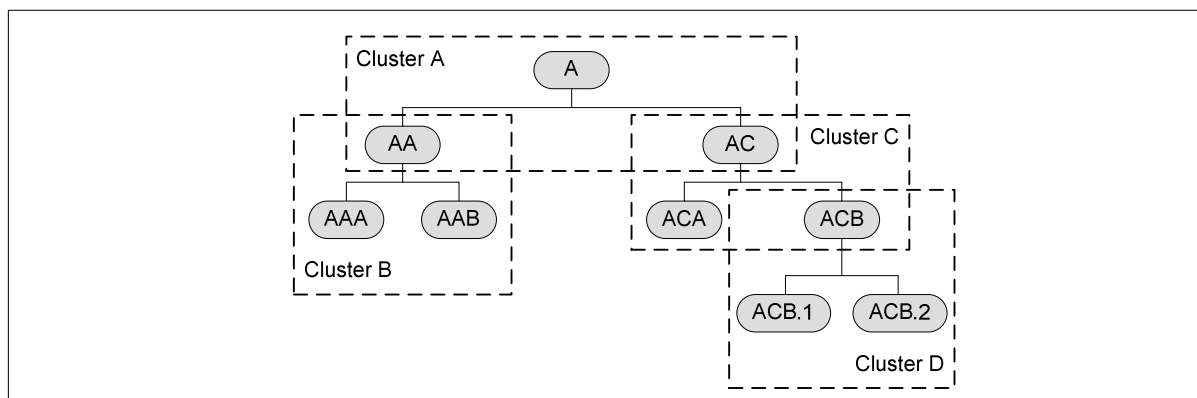 Cluster A
A
AA
AC
Cluster C
AAA
AAB
ACA
ACB
Cluster B
ACB.1
ACB.2
Cluster D